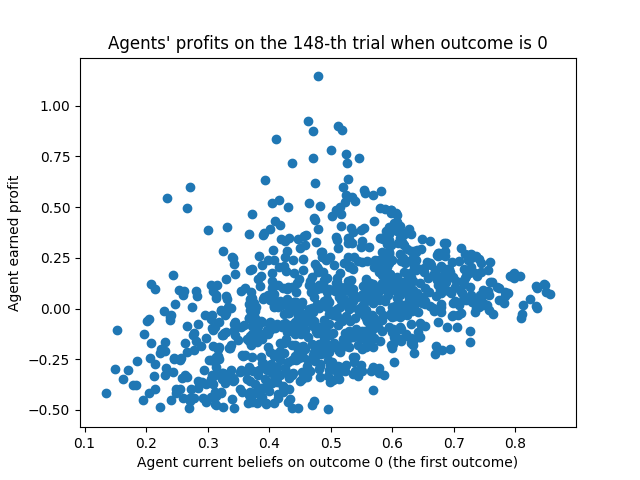 Agents' profits on the 148-th trial when outcome is 0
1.00
0.75
0.50
0.25
0.00
−0.25
−0.50
Agent earned profit
0.1 0.2 0.3 0.4 0.5 0.6 0.7 0.8
Agent current beliefs on outcome 0 (the first outcome)